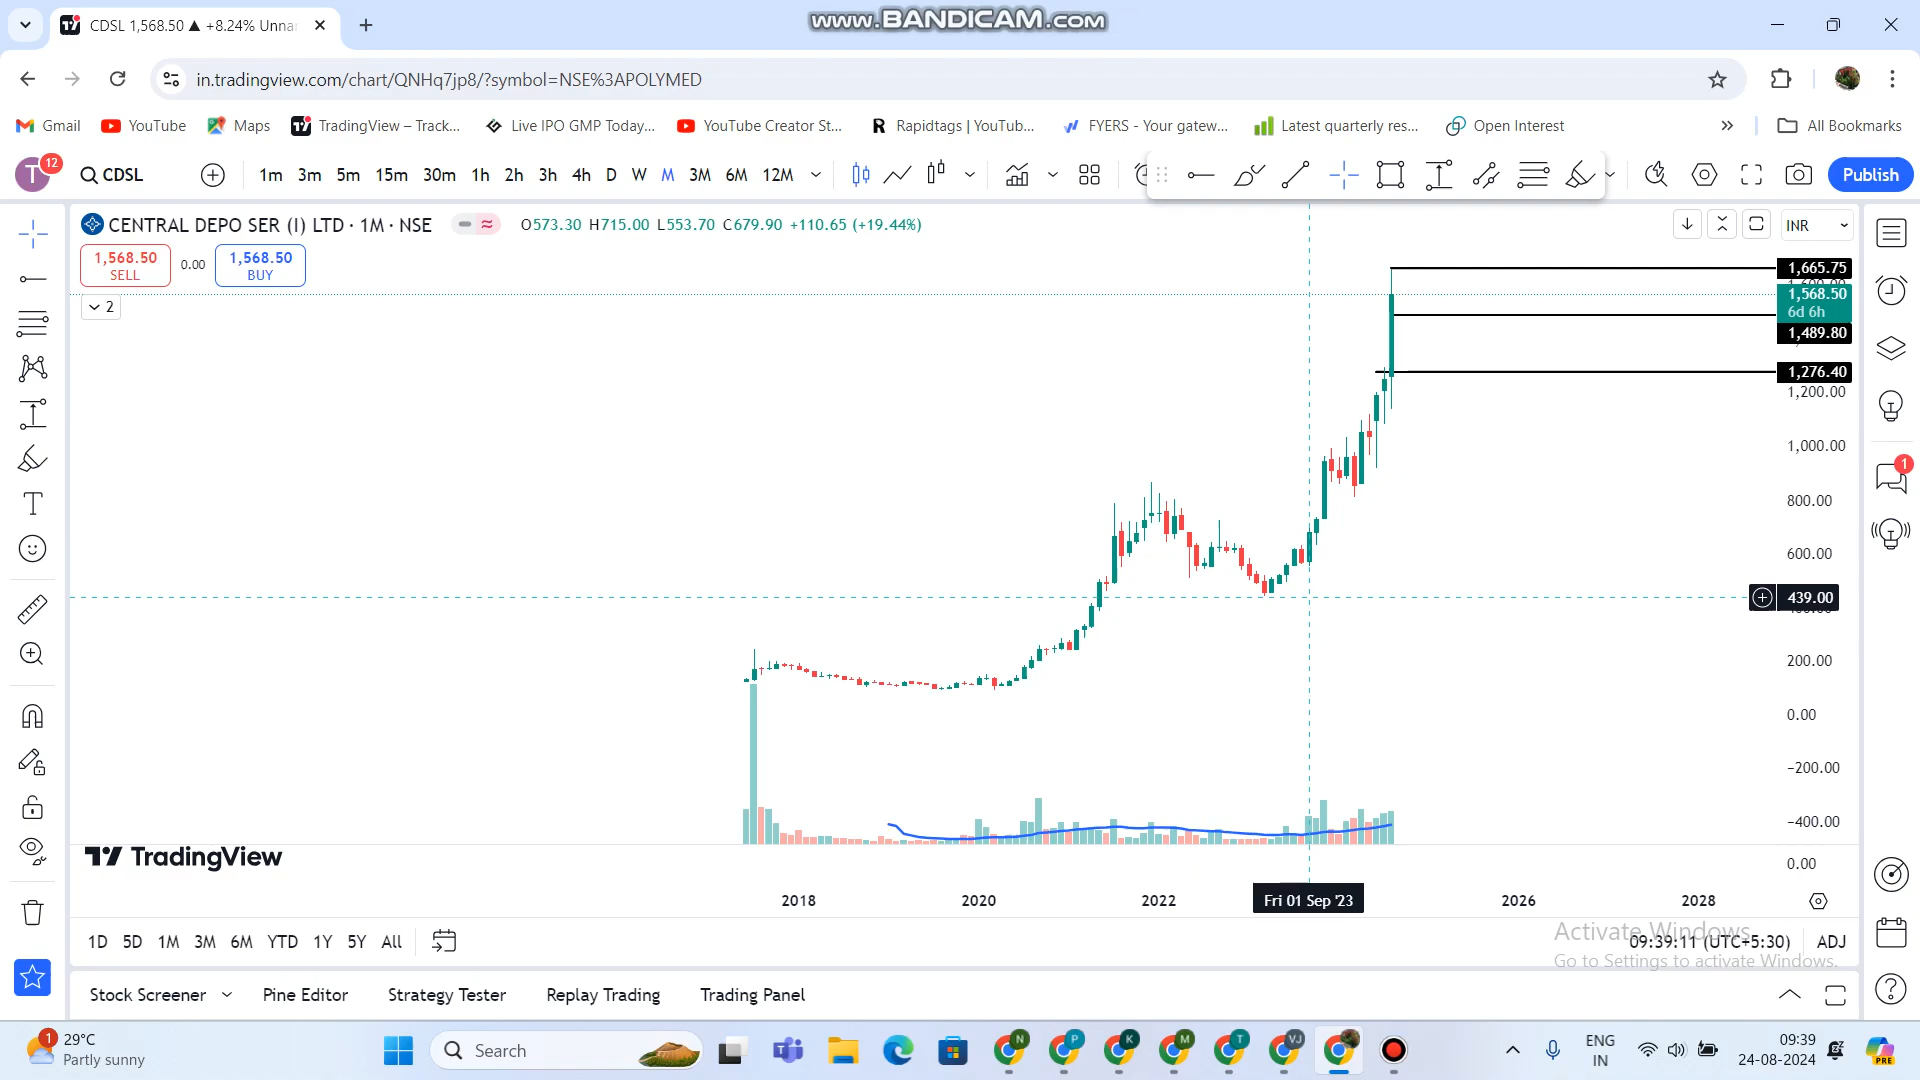 www.BANDICAM.com
CDSL 1,568.50 ▲ +8.24% Unna
in.tradingview.com/chart/QNHq7jp8/?symbol=NSE%3APOLYMED
Gmail YouTube Maps TradingView – Track... Live IPO GMP Today... YouTube Creator St... Rapidtags | YouTub... FYERS - Your gatew... Latest quarterly res... Open Interest All Bookmarks
T 12 CDSL 1m 3m 5m 15m 30m 1h 2h 3h 4h D W M 3M 6M 12M Publish
CENTRAL DEPO SER (I) LTD · 1M · NSE O573.30 H715.00 L553.70 C679.90 +110.65 (+19.44%) INR
1,568.50 SELL 0.00 1,568.50 BUY
2
1,665.75
1,568.50
6d 6h
1,489.80
1,276.40
1,200.00
1,000.00
800.00
600.00
439.00
200.00
0.00
−200.00
−400.00
0.00
1
TradingView
2018 2020 2022 Fri 01 Sep '23 2026 2028
1D 5D 1M 3M 6M YTD 1Y 5Y All 09:39:11 (UTC+5:30) ADJ
Activate Windows
Go to Settings to activate Windows.
Stock Screener Pine Editor Strategy Tester Replay Trading Trading Panel
1 29°C
Partly sunny
Search
N P K M T VJ
ENG
IN
09:39
24-08-2024
PRE